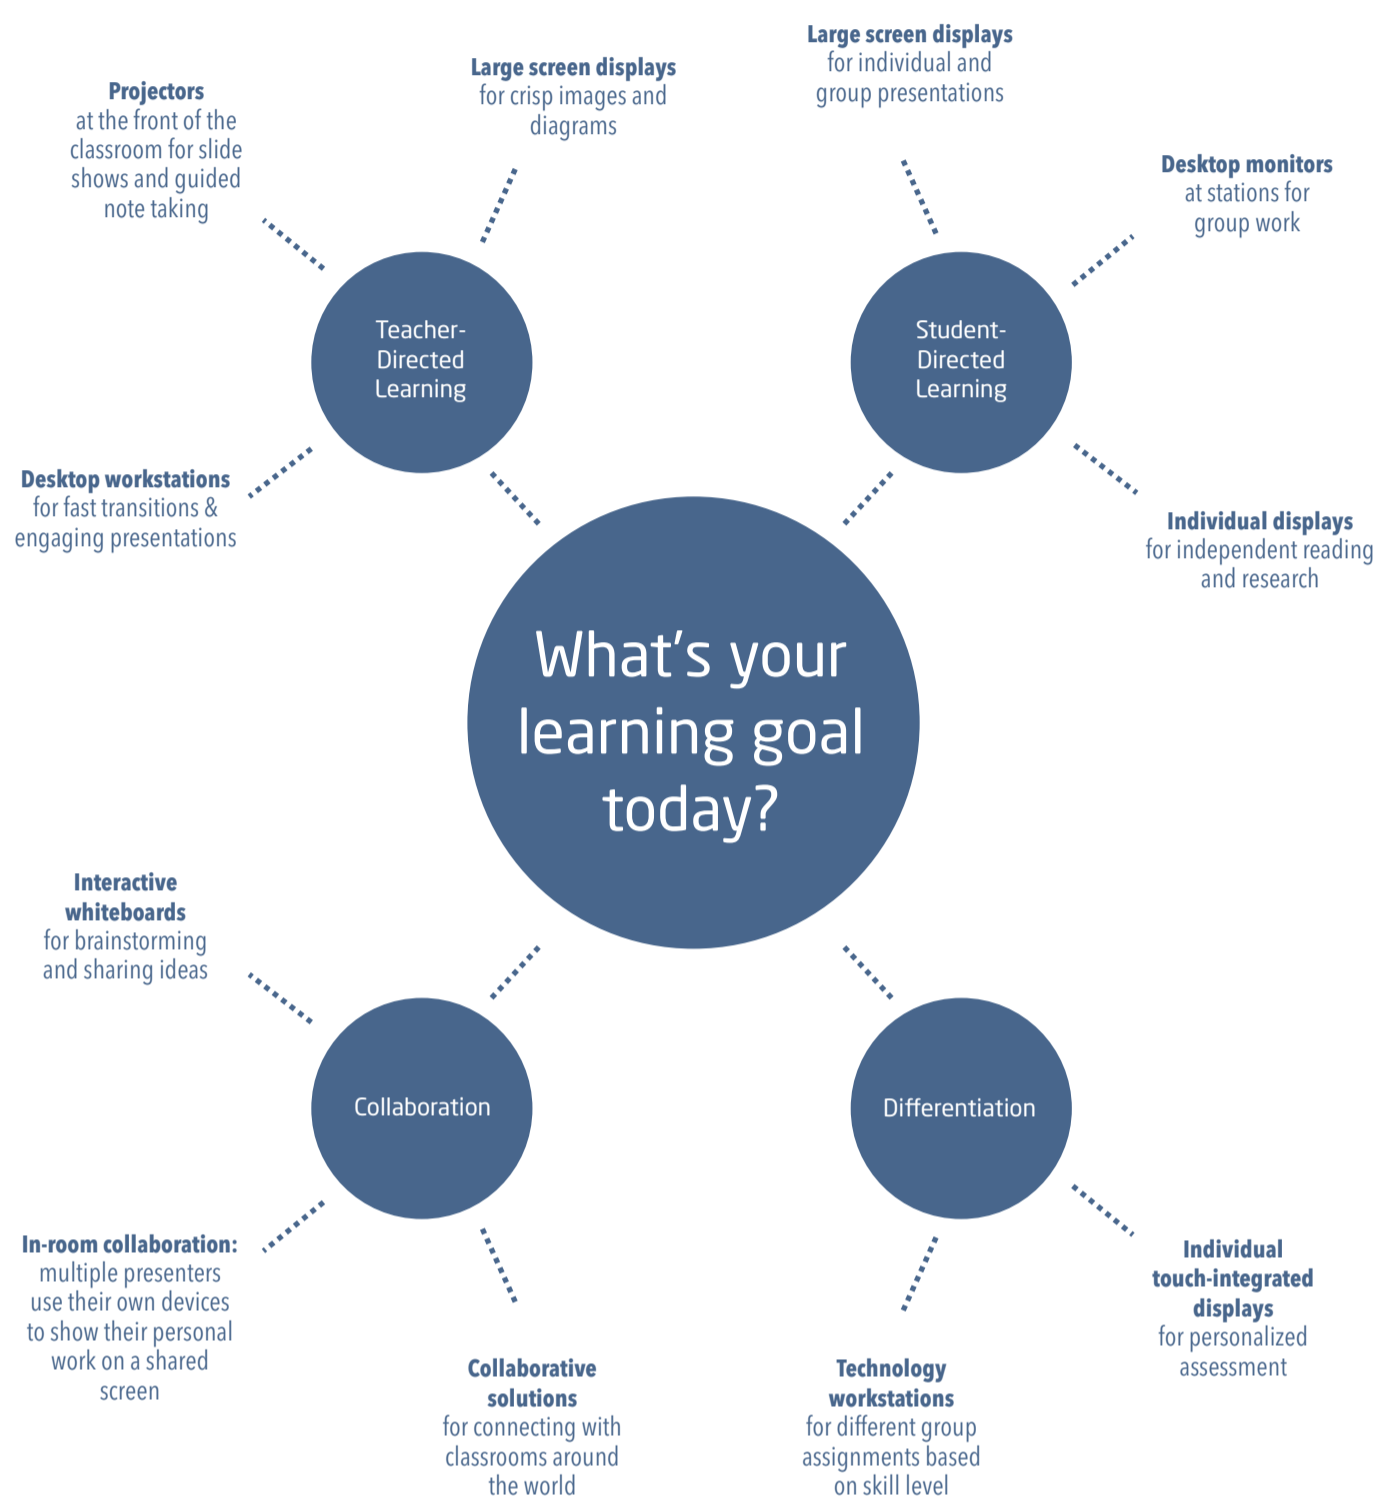 Large screen displays
for individual and
group presentations
Large screen displays
for crisp images and
diagrams
Projectors
at the front of the
classroom for slide
shows and guided
note taking
Desktop monitors
at stations for
group work
Teacher-
Directed
Learning
Student-
Directed
Learning
Desktop workstations
for fast transitions &
engaging presentations
Individual displays
for independent reading
and research
What's your
learning goal
today?
Interactive
whiteboards
for brainstorming
and sharing ideas
Collaboration
Differentiation
In-room collaboration:
multiple presenters
use their own devices
to show their personal
work on a shared
screen
Collaborative
solutions
for connecting with
classrooms around
the world
Technology
workstations
for different group
assignments based
on skill level
Individual
touch-integrated
displays
for personalized
assessment